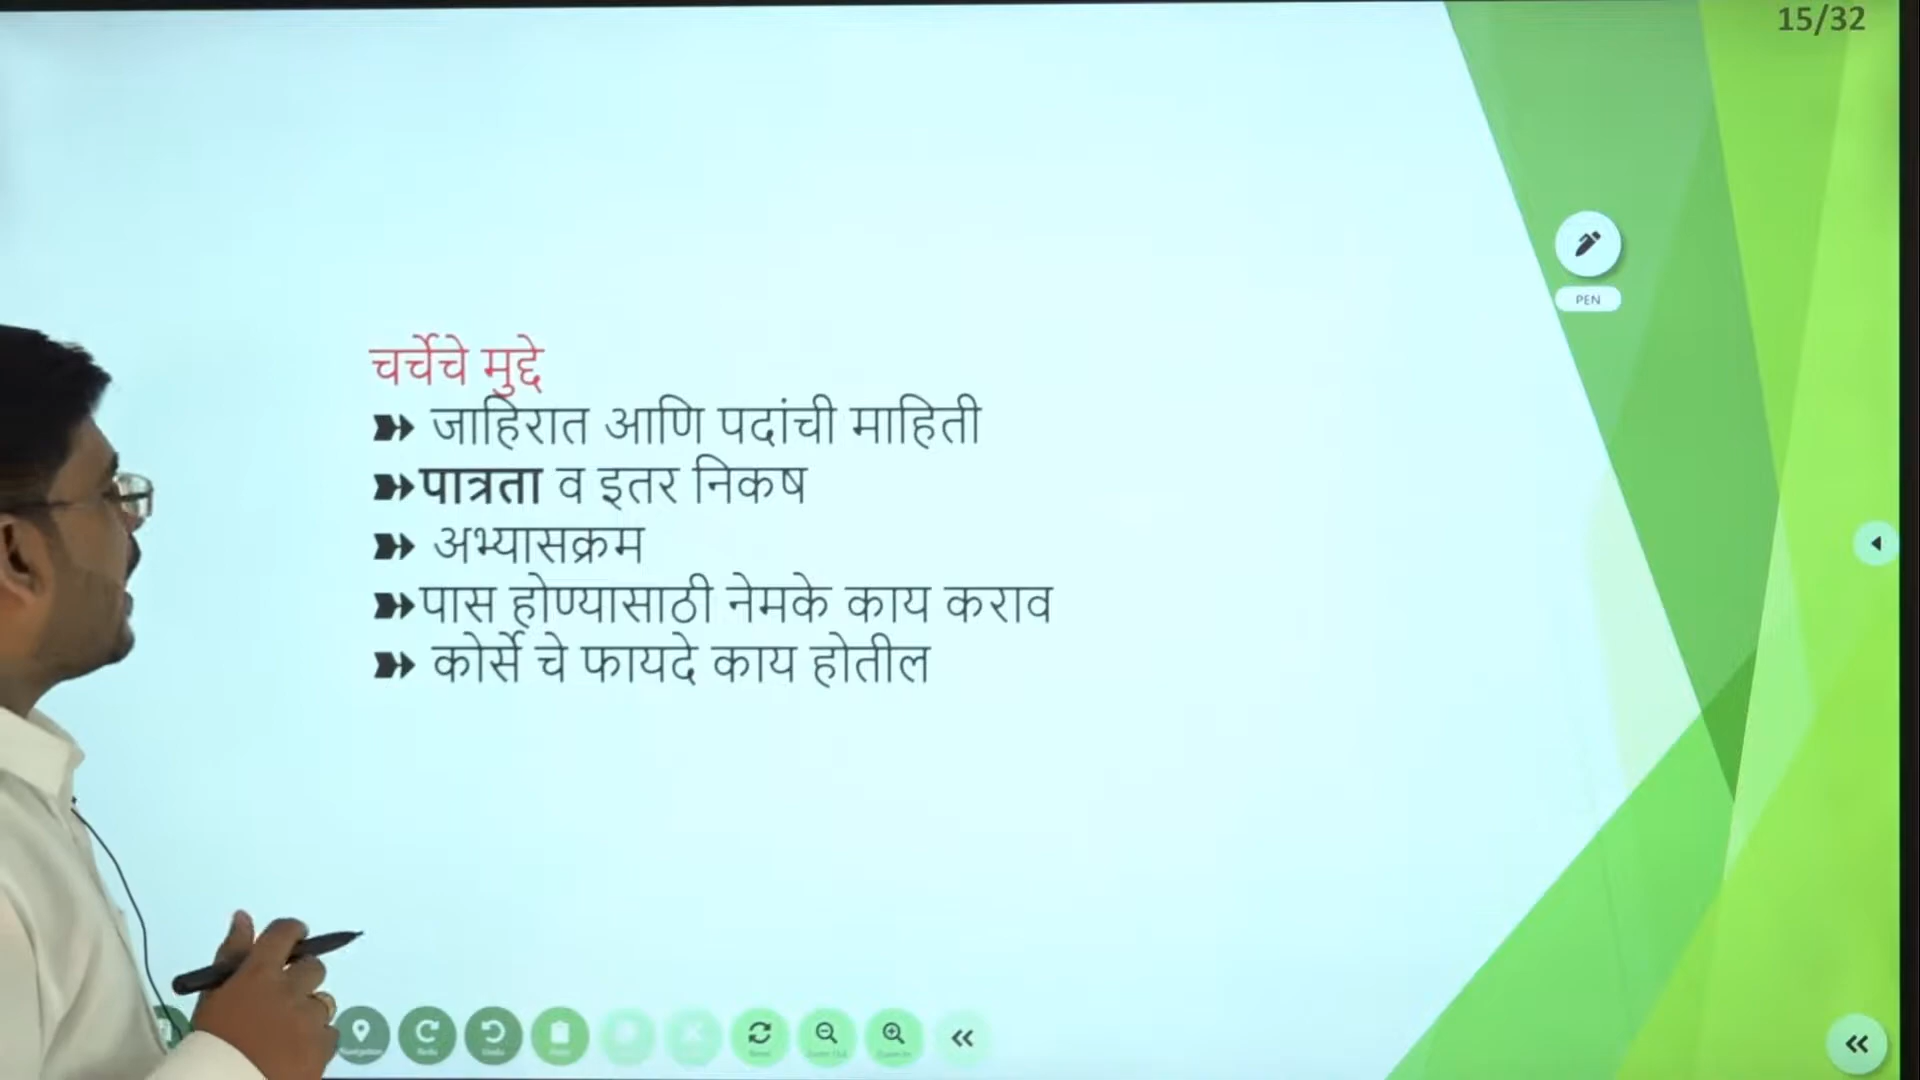 15/32
PEN
चर्चेचे मुद्दे
जाहिरात आणि पदांची माहिती
पात्रता व इतर निकष
अभ्यासक्रम
पास होण्यासाठी नेमके काय कराव
कोर्से चे फायदे काय होतील